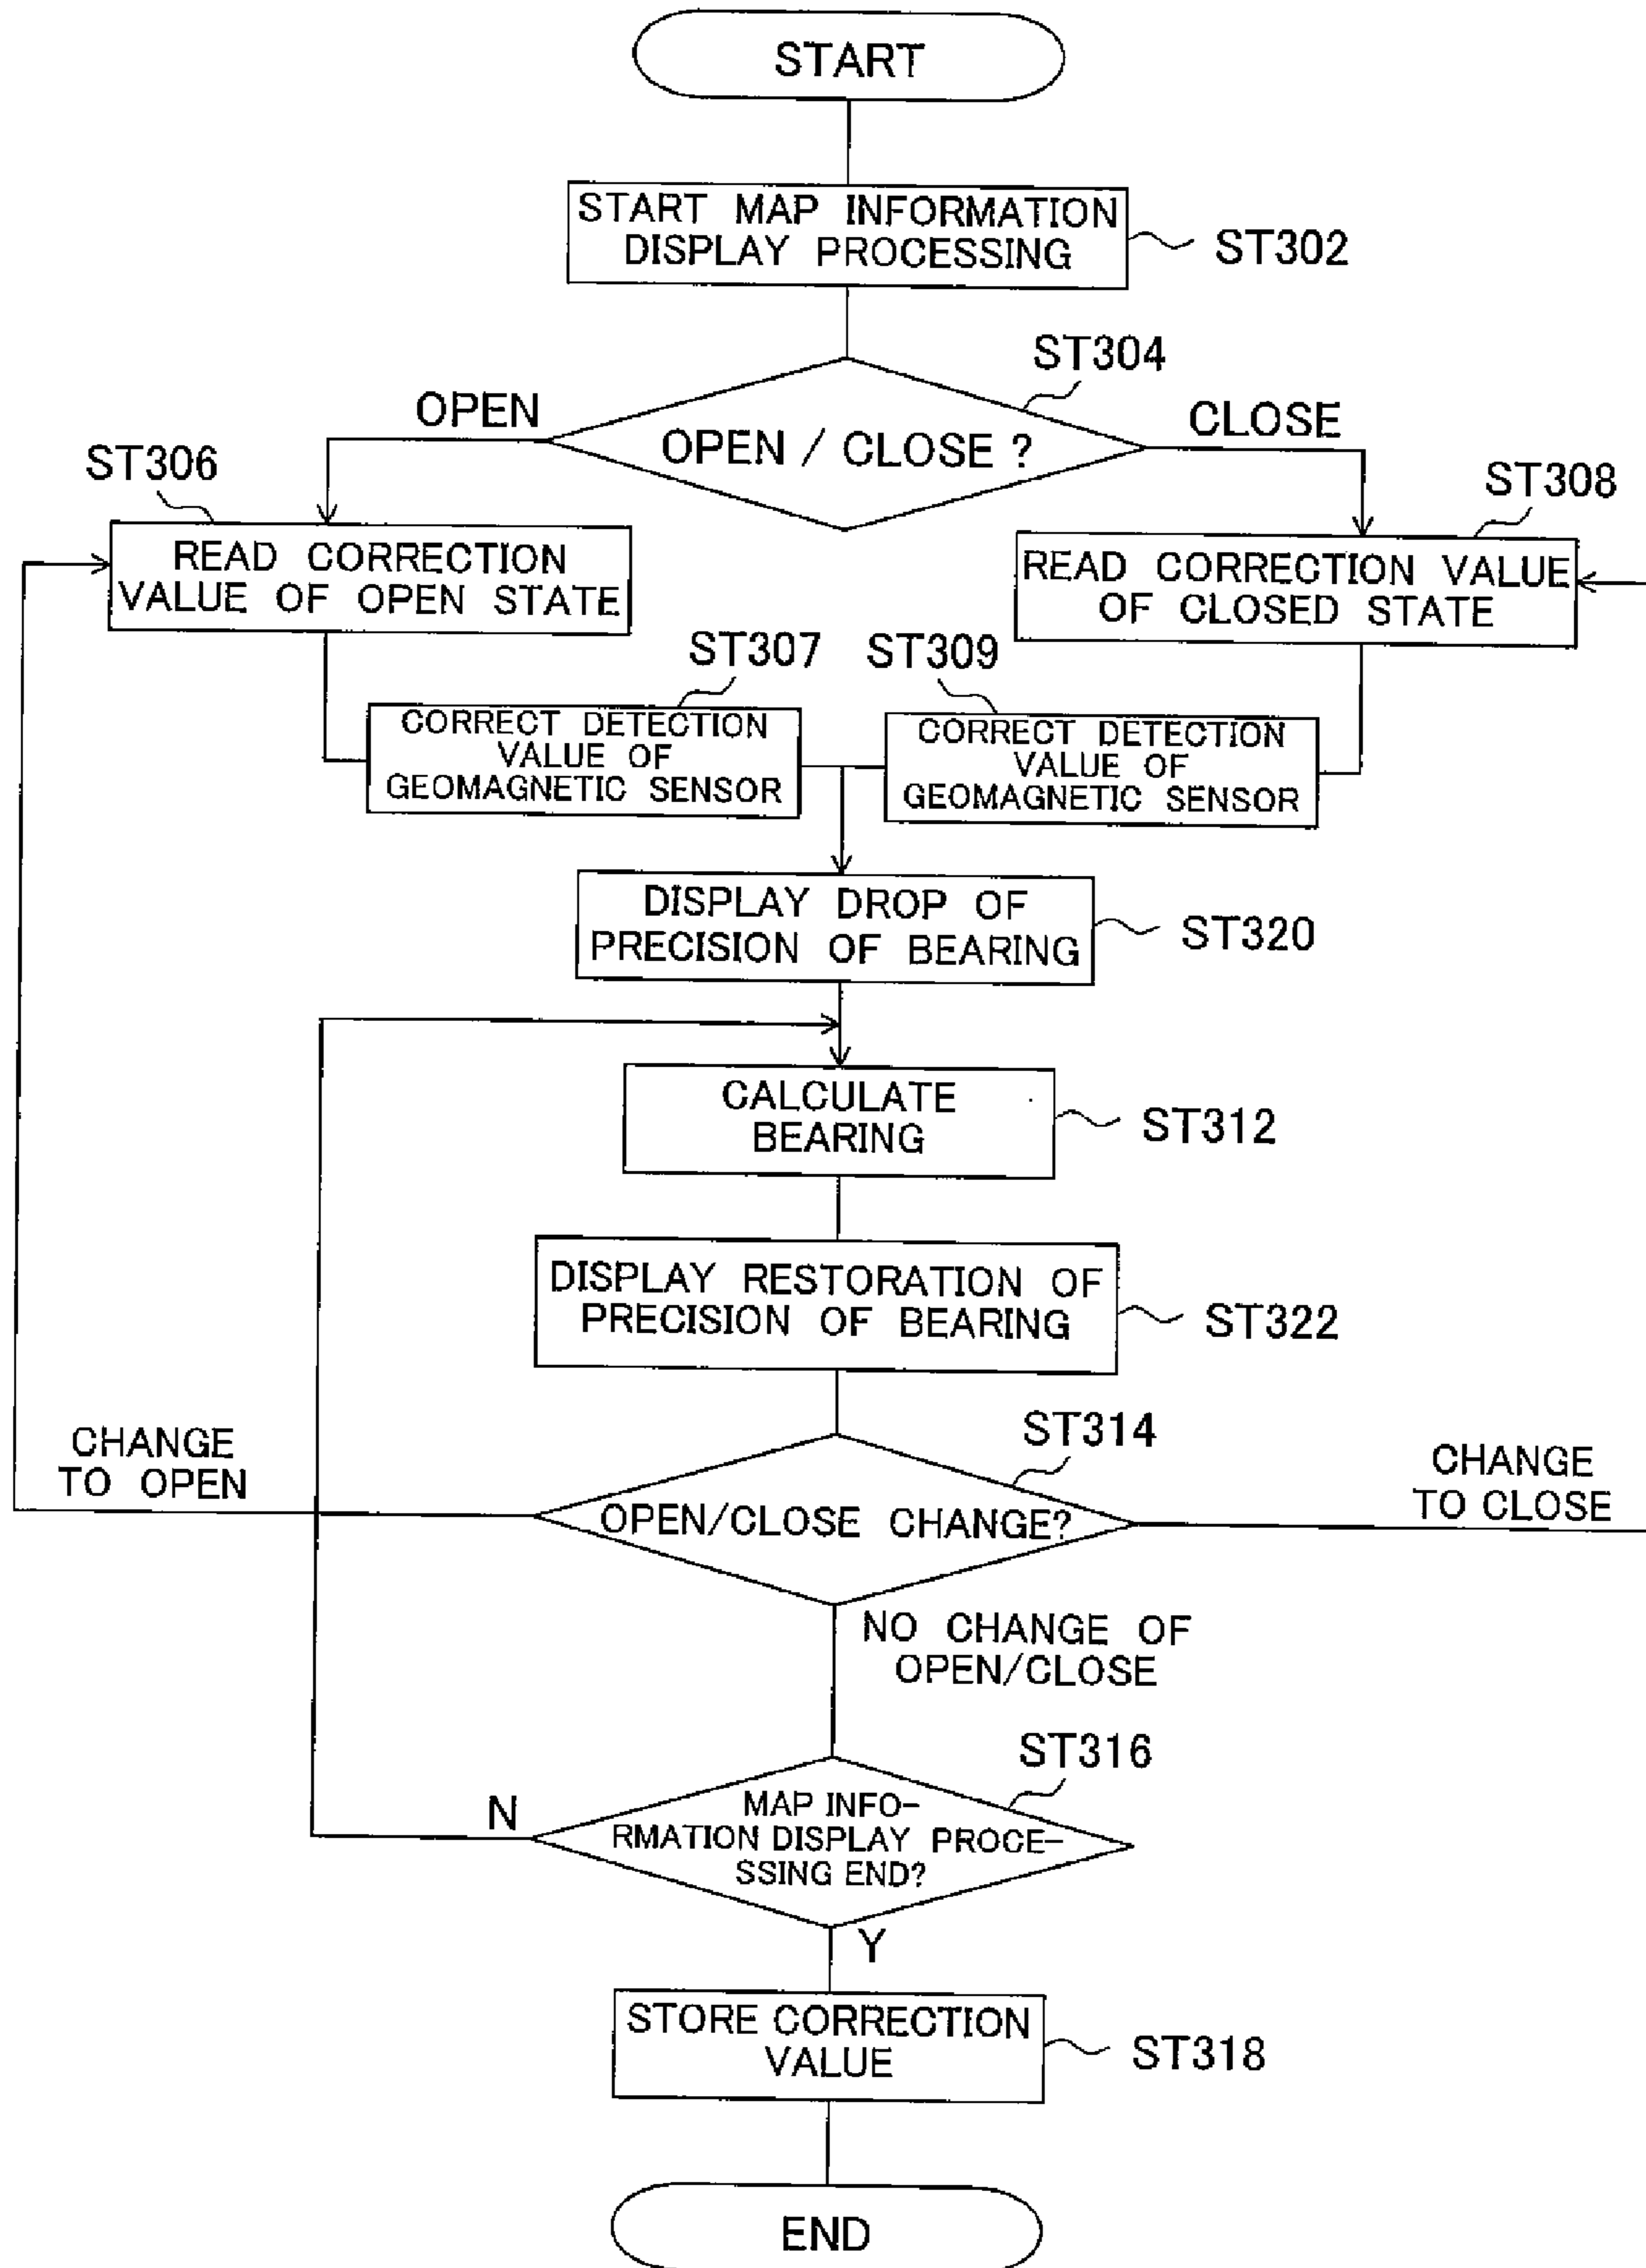 START
START MAP INFORMATION
DISPLAY PROCESSING
ST302
ST304
OPEN
OPEN / CLOSE ?
CLOSE
ST306
READ CORRECTION
VALUE OF OPEN STATE
ST308
READ CORRECTION VALUE
OF CLOSED STATE
ST307
CORRECT DETECTION
VALUE OF
GEOMAGNETIC SENSOR
ST309
CORRECT DETECTION
VALUE OF
GEOMAGNETIC SENSOR
DISPLAY DROP OF
PRECISION OF BEARING
ST320
CALCULATE
BEARING
ST312
DISPLAY RESTORATION OF
PRECISION OF BEARING
ST322
CHANGE
TO OPEN
ST314
OPEN/CLOSE CHANGE?
CHANGE
TO CLOSE
NO CHANGE OF
OPEN/CLOSE
ST316
N
MAP INFO-
RMATION DISPLAY PROCE-
SSING END?
Y
STORE CORRECTION
VALUE
ST318
END